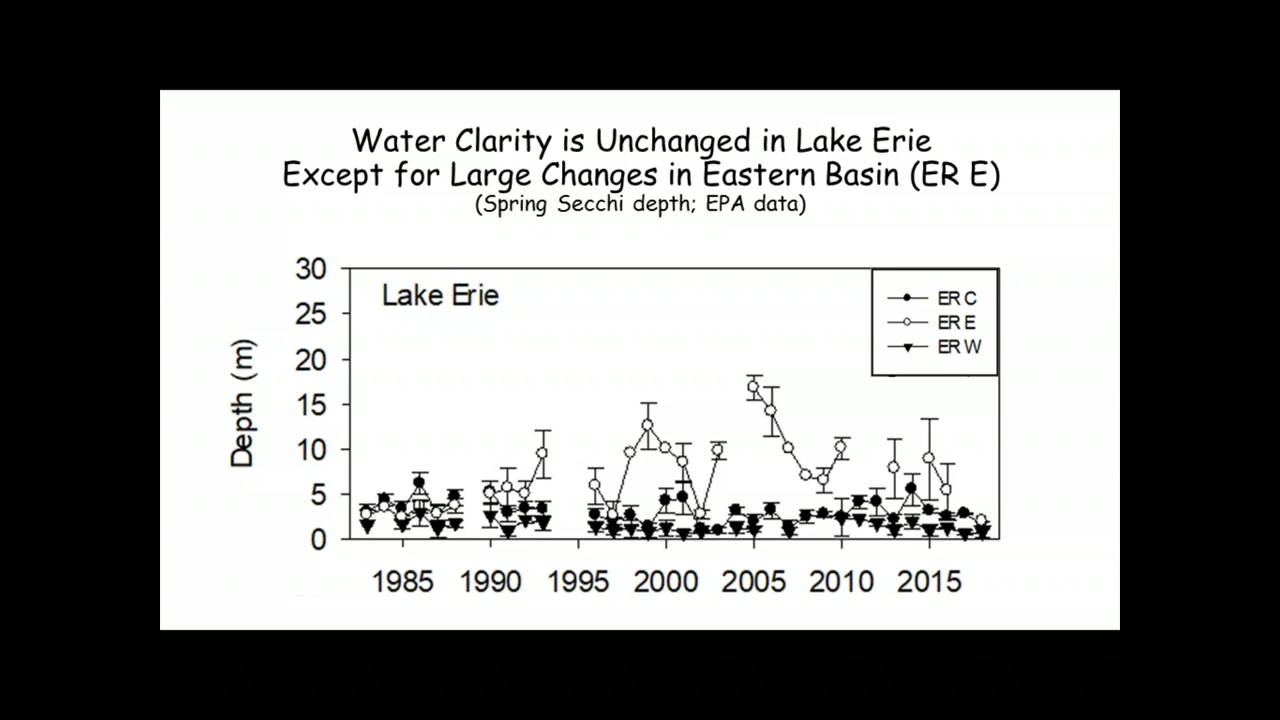 Water Clarity is Unchanged in Lake Erie
Except for Large Changes in Eastern Basin (ER E)
(Spring Secchi depth; EPA data)
30
25
20
15
10
5
0
Depth (m)
Lake Erie
ER C
ER E
ER W
1985 1990 1995 2000 2005 2010 2015